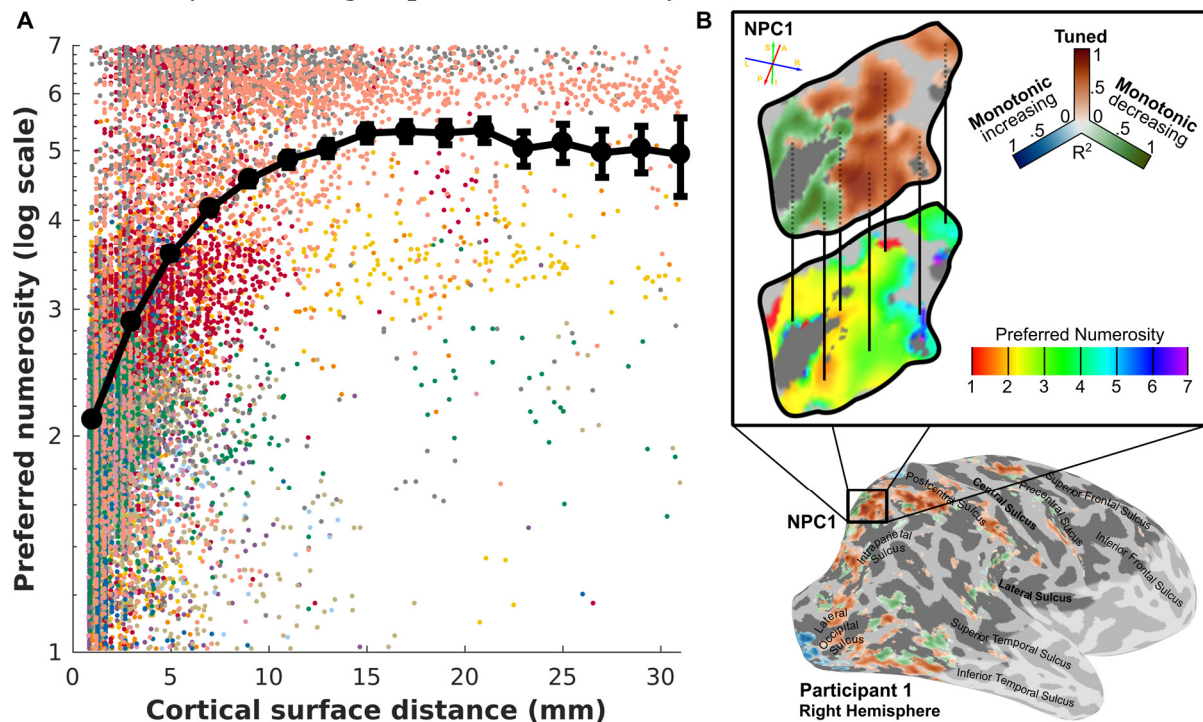 A
7
6
5
4
3
2
1
Preferred numerosity (log scale)
0
5
10
15
20
25
30
Cortical surface distance (mm)
B
NPC1
S
A
L
R
P
I
Tuned
1
.5
0
Monotonic
increasing
0
.5
1
Monotonic
decreasing
0
.5
1
R2
Preferred Numerosity
1 2 3 4 5 6 7
NPC1
Postcentral Sulcus
Central Sulcus
Precentral Sulcus
Superior Frontal Sulcus
Intraparietal
Sulcus
Inferior Frontal Sulcus
Lateral Sulcus
Lateral
Occipital
Sulcus
Superior Temporal Sulcus
Inferior Temporal Sulcus
Participant 1
Right Hemisphere